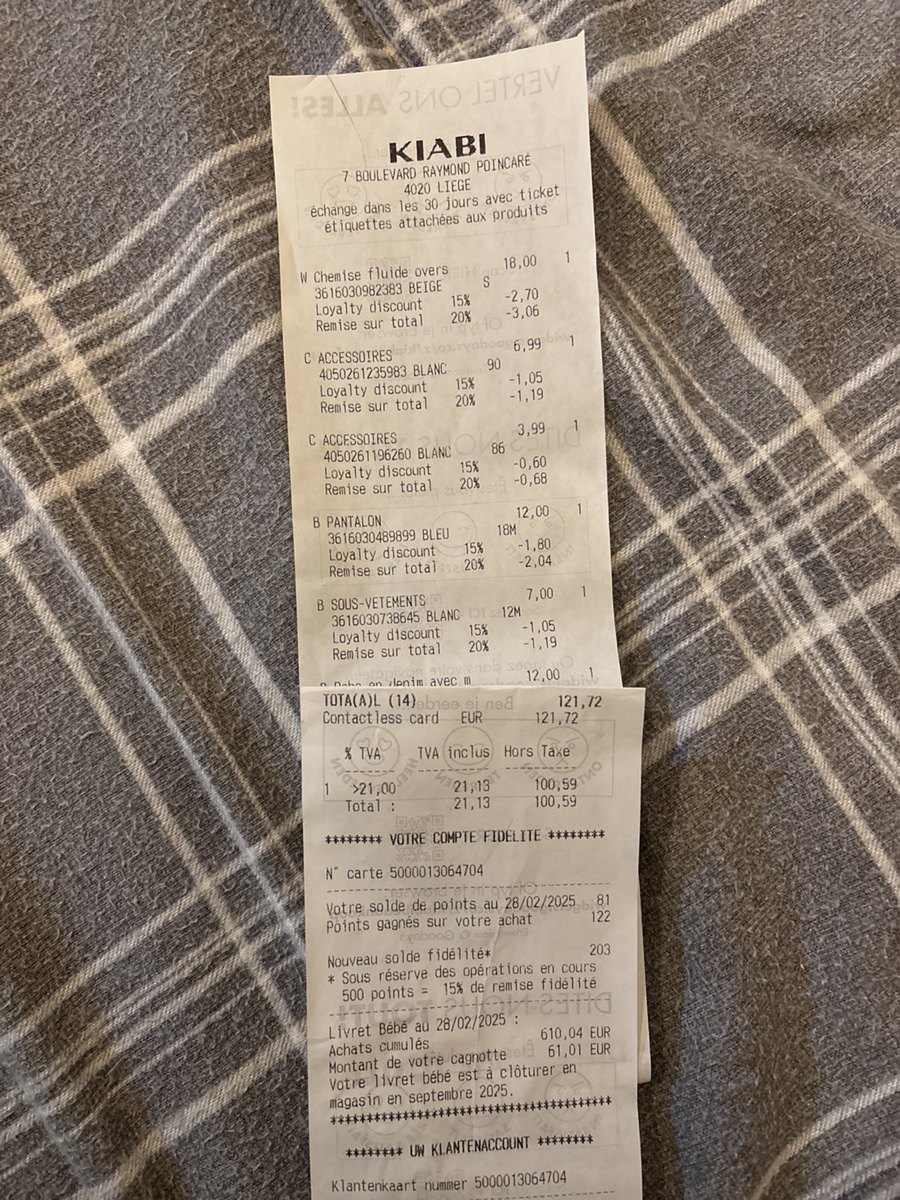 VERTEL ONS ALLES!
KIABI
7 BOULEVARD RAYMOND POINCARÉ
4020 LIEGE
échange dans les 30 jours avec ticket
étiquettes attachées aux produits
W Chemise fluide overs 18,00 1
3616030982383 BEIGE S
Loyalty discount 15% -2,70
Remise sur total 20% -3,06
C ACCESSOIRES 6,99 1
4050261235983 BLANC 90
Loyalty discount 15% -1,05
Remise sur total 20% -1,19
C ACCESSOIRES 3,99 1
4050261196260 BLANC 86
Loyalty discount 15% -0,60
Remise sur total 20% -0,68
B PANTALON 12,00 1
3616030489899 BLEU 18M
Loyalty discount 15% -1,80
Remise sur total 20% -2,04
B SOUS-VETEMENTS 7,00 1
3616030738645 BLANC 12M
Loyalty discount 15% -1,05
Remise sur total 20% -1,19
en denim avec m 12,00 1
TOTA(A)L (14) 121,72
Contactless card EUR 121,72
% TVA TVA inclus Hors Taxe
1 >21,00 21,13 100,59
Total : 21,13 100,59
******** VOTRE COMPTE FIDELITE ********
N° carte 5000013064704
Votre solde de points au 28/02/2025 81
Points gagnés sur votre achat 122
Nouveau solde fidélité* 203
* Sous réserve des opérations en cours
500 points = 15% de remise fidélité
Livret Bébé au 28/02/2025 :
Achats cumulés 610,04 EUR
Montant de votre cagnotte 61,01 EUR
Votre livret bébé est à clôturer en
magasin en septembre 2025.
***************************************
******** UW KLANTENACCOUNT ********
Klantenkaart nummer 5000013064704